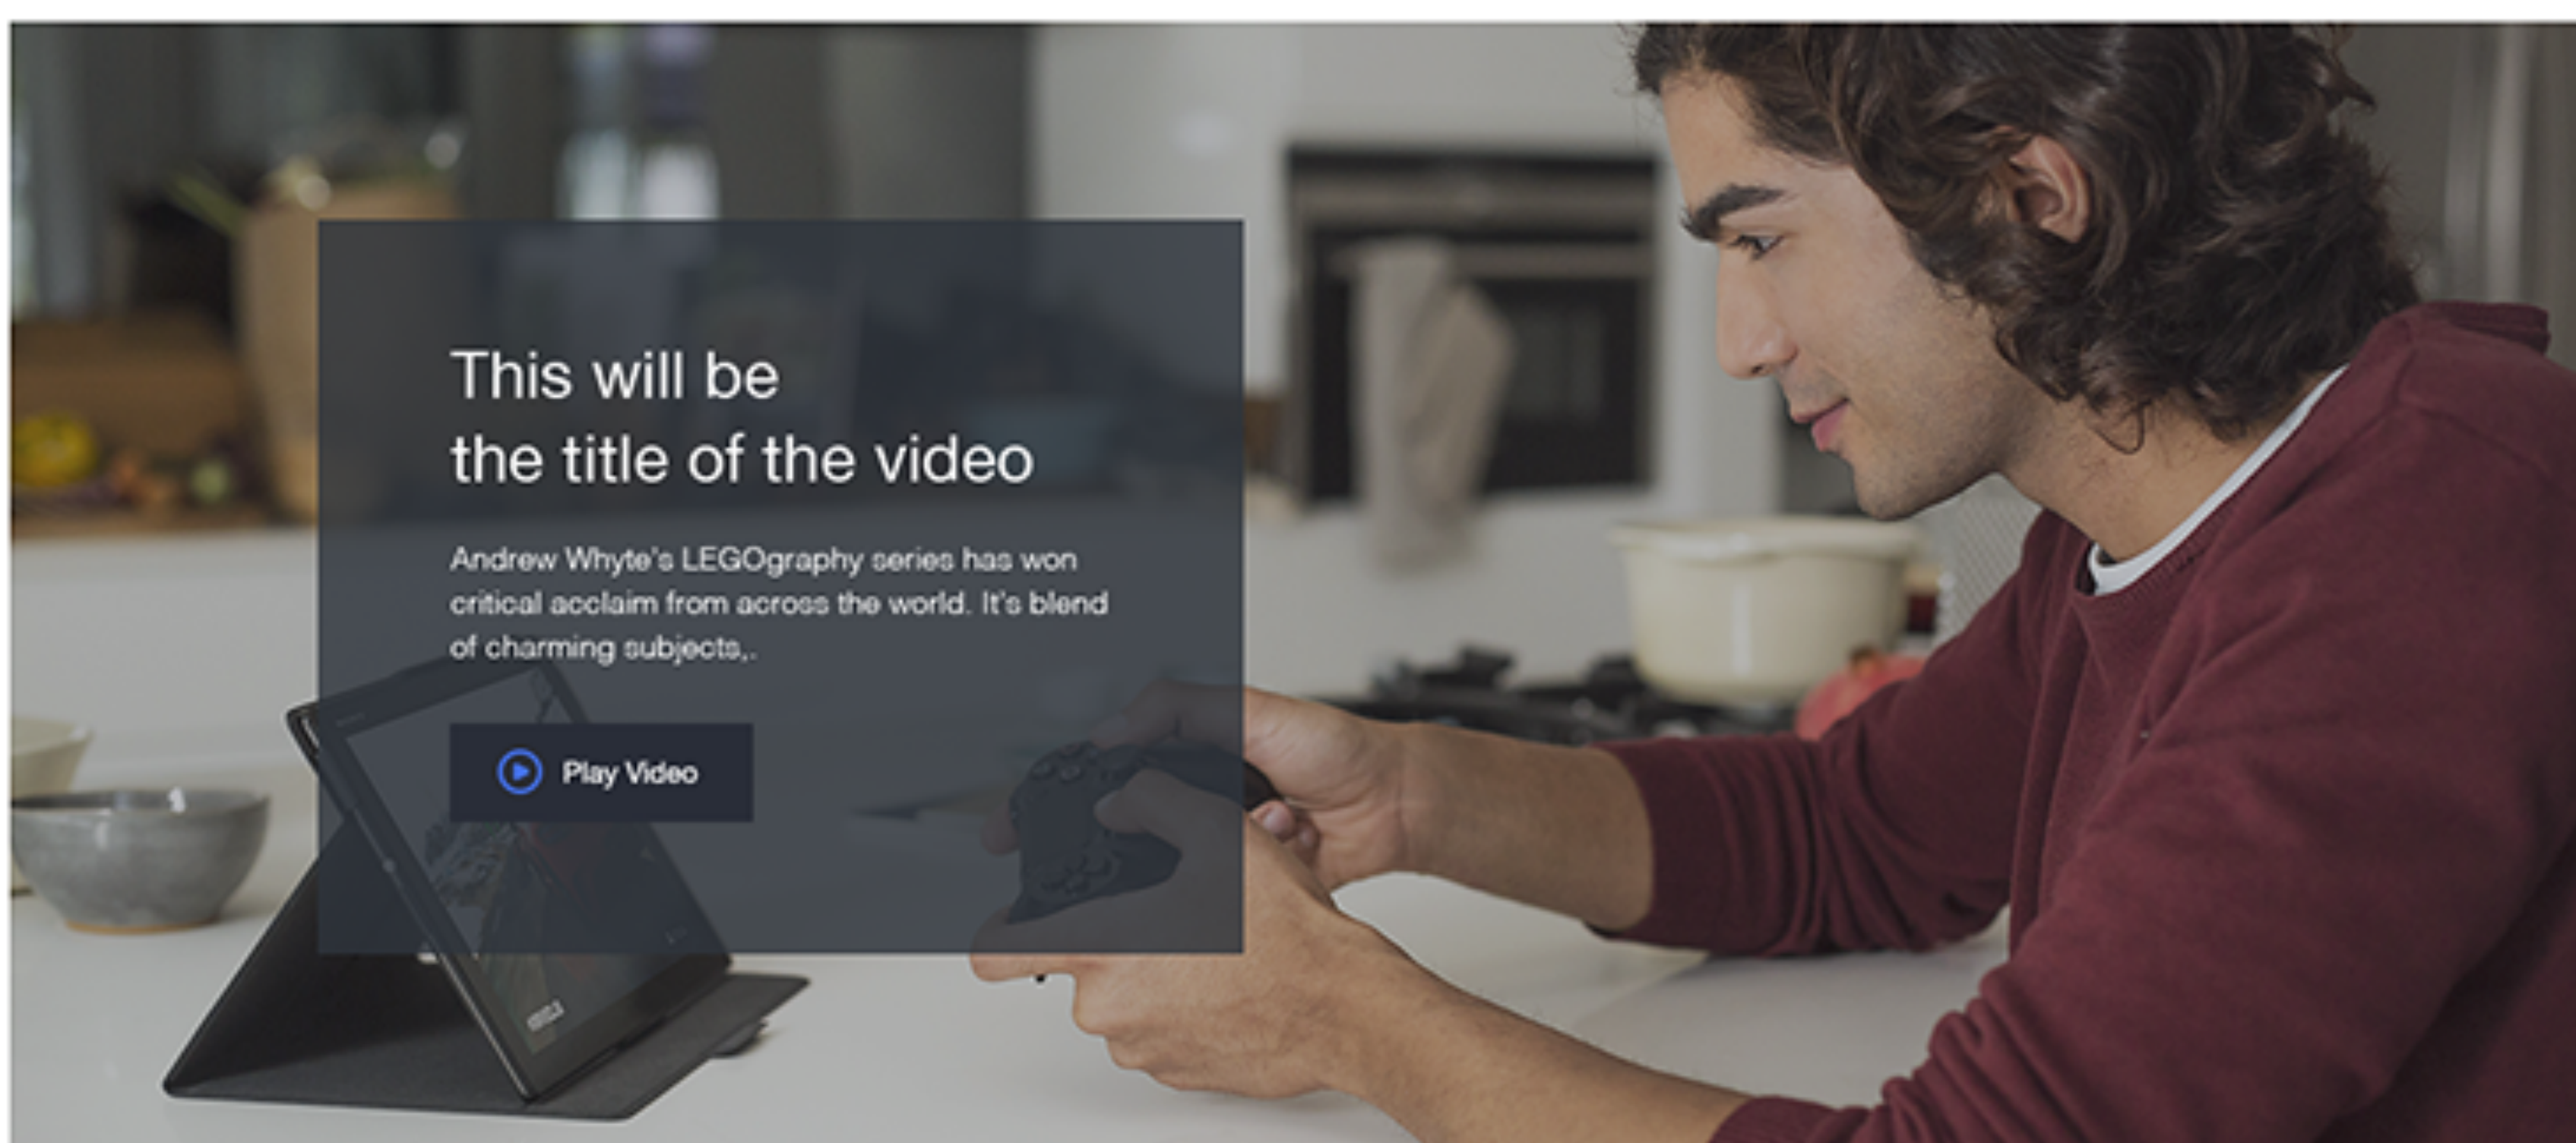 This will be
the title of the video
Andrew Whyte's LEGOgraphy series has won
critical acclaim from across the world. It's blend
of charming subjects,.
Play Video